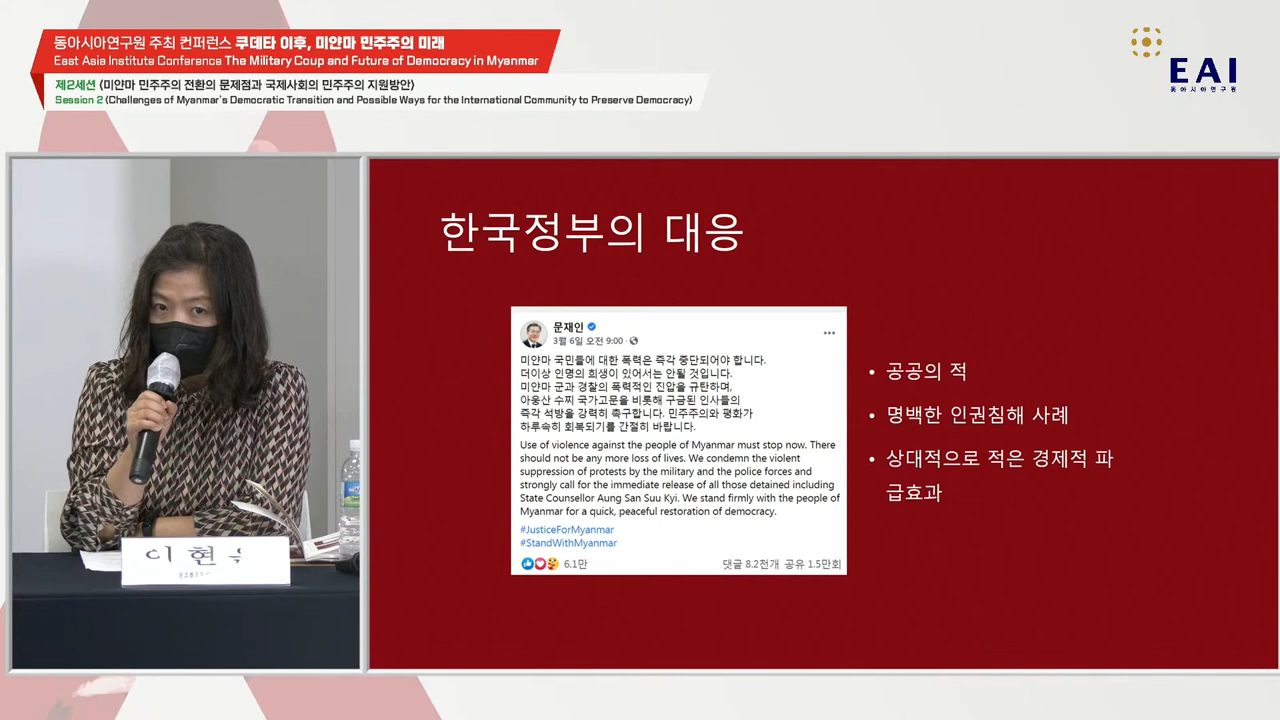 동아시아연구원 주최 컨퍼런스 쿠데타 이후, 미얀마 민주주의 미래
East Asia Institute Conference The Military Coup and Future of Democracy in Myanmar
제2세션 〈미얀마 민주주의 전환의 문제점과 국제사회의 민주주의 지원방안〉
Session 2 〈Challenges of Myanmar's Democratic Transition and Possible Ways for the International Community to Preserve Democracy〉
EAI
동아시아연구원
한국정부의 대응
문재인
3월 6일 오전 9:00
미얀마 국민들에 대한 폭력은 즉각 중단되어야 합니다.
더이상 인명의 희생이 있어서는 안될 것입니다.
미얀마 군과 경찰의 폭력적인 진압을 규탄하며,
아웅산 수찌 국가고문을 비롯해 구금된 인사들의
즉각 석방을 강력히 촉구합니다. 민주주의와 평화가
하루속히 회복되기를 간절히 바랍니다.
Use of violence against the people of Myanmar must stop now. There
should not be any more loss of lives. We condemn the violent
suppression of protests by the military and the police forces and
strongly call for the immediate release of all those detained including
State Counsellor Aung San Suu Kyi. We stand firmly with the people of
Myanmar for a quick, peaceful restoration of democracy.
#JusticeForMyanmar
#StandWithMyanmar
6.1만 댓글 8.2천개 공유 1.5만회
• 공공의 적
• 명백한 인권침해 사례
• 상대적으로 적은 경제적 파
급효과
이 현